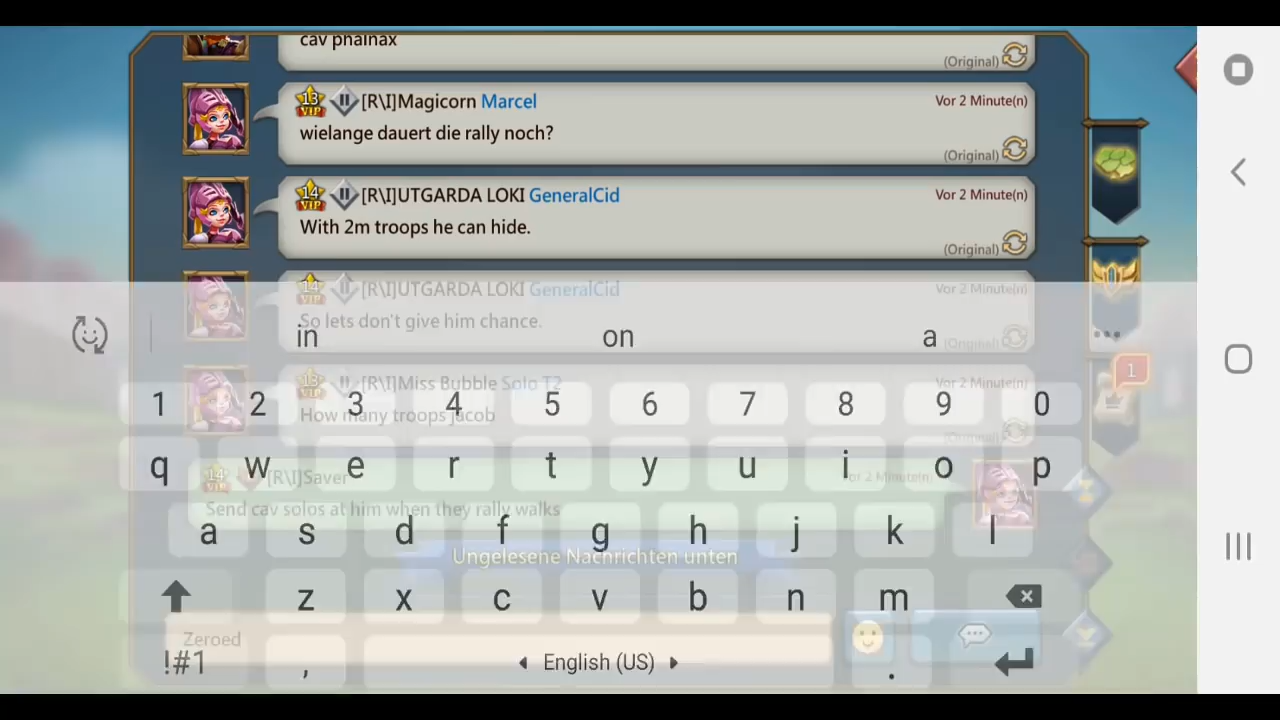 cav phalnax
(Original)
13 VIP [R\I]Magicorn Marcel Vor 2 Minute(n)
wielange dauert die rally noch?
(Original)
14 VIP [R\I]UTGARDA LOKI GeneralCid Vor 2 Minute(n)
With 2m troops he can hide.
(Original)
14 VIP [R\I]UTGARDA LOKI GeneralCid Vor 2 Minute(n)
So lets don't give him chance.
(Original)
in on a
13 VIP [R\I]Miss Bubble Solo T2 Vor 2 Minute(n)
How many troops jacob
(Original)
1
1 2 3 4 5 6 7 8 9 0
q w e r t y u i o p
14 VIP [R\I]Saver Vor 2 Minute(n)
Send cav solos at him when they rally walks
a s d f g h j k l
Ungelesene Nachrichten unten
z x c v b n m
Zeroed
!#1 , English (US) .